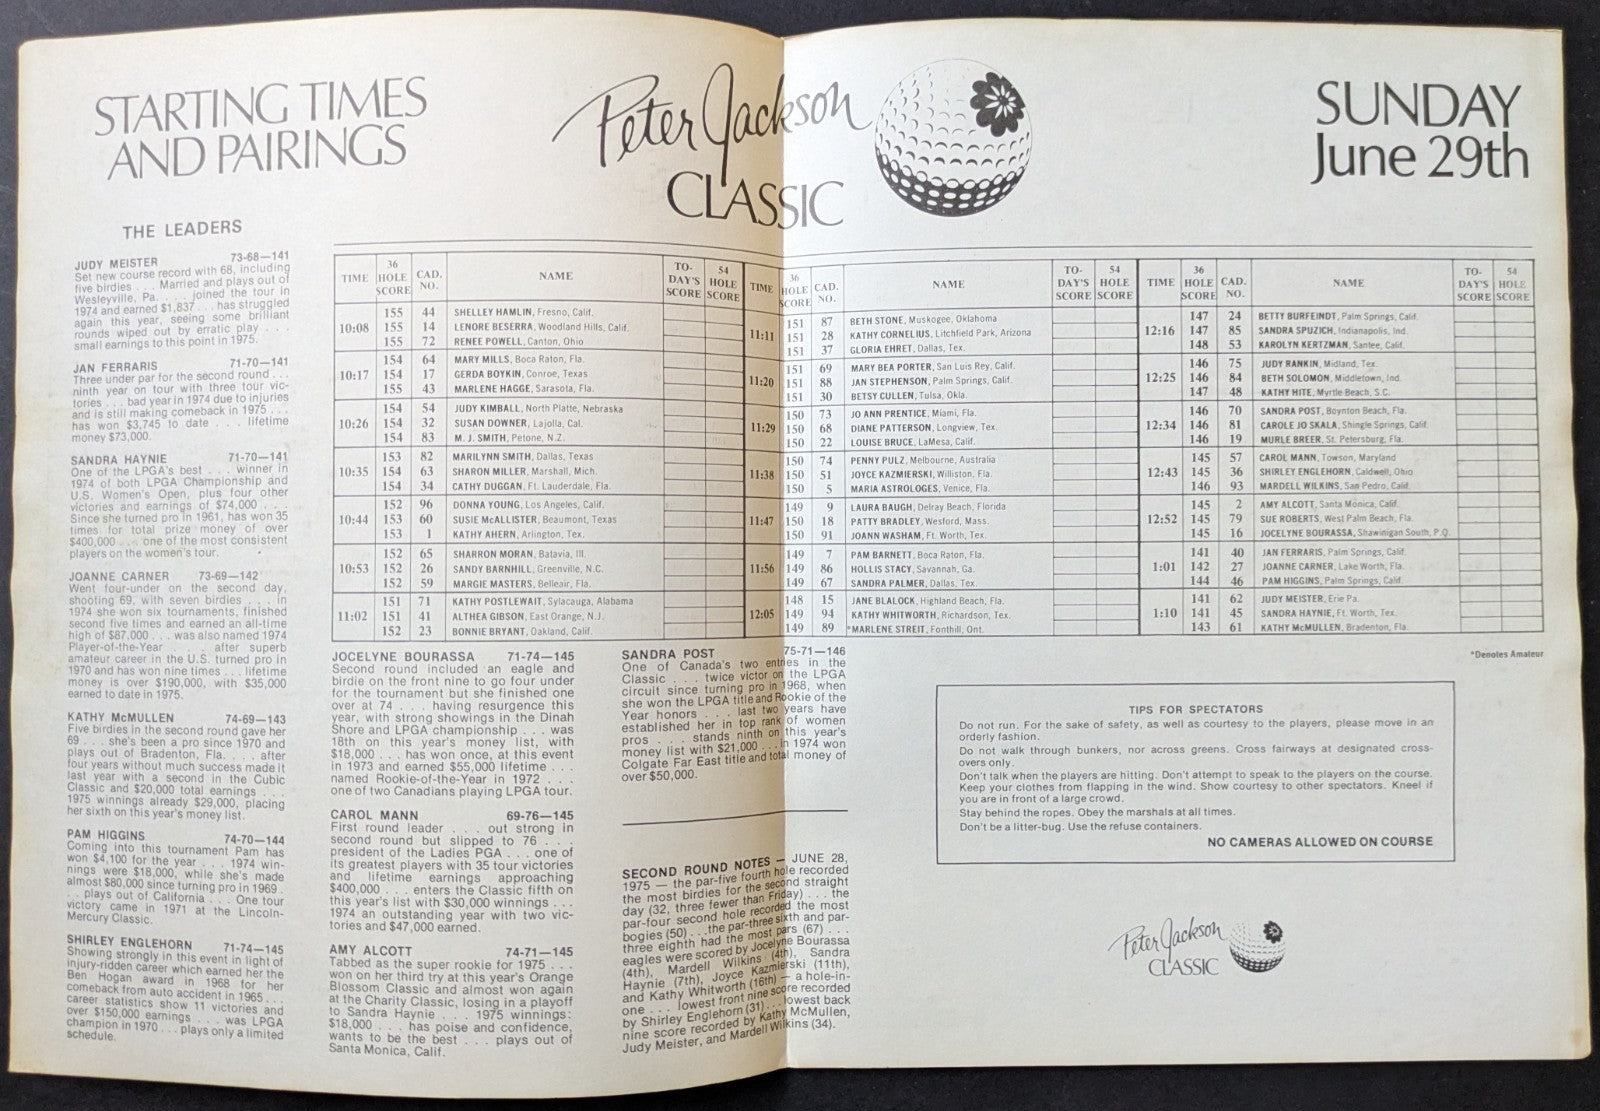 STARTING TIMES
AND PAIRINGS
Peter Jackson
CLASSIC
SUNDAY
June 29th
THE LEADERS
JUDY MEISTER 73-68—141
Set new course record with 68, including
five birdies . . . Married and plays out of
Wesleyville, Pa. . . . joined the tour in
1974 and earned $1,837 . . . has struggled
again this year, seeing some brilliant
rounds wiped out by erratic play . . .
small earnings to this point in 1975.
JAN FERRARIS 71-70—141
Three under par for the second round . . .
ninth year on tour with three tour vic-
tories . . . bad year in 1974 due to injuries
and is still making comeback in 1975 . . .
has won $3,745 to date . . . lifetime
money $73,000.
SANDRA HAYNIE 71-70—141
One of the LPGA's best . . . winner in
1974 of both LPGA Championship and
U.S. Women's Open, plus four other
victories and earnings of $74,000 . . .
Since she turned pro in 1961, has won 35
times for total prize money of over
$400,000 . . . one of the most consistent
players on the women's tour.
JOANNE CARNER 73-69—142
Went four-under on the second day,
shooting 69, with seven birdies . . . in
1974 she won six tournaments, finished
second five times and earned an all-time
high of $87,000 . . . was also named 1974
Player-of-the-Year . . . after superb
amateur career in the U.S. turned pro in
1970 and has won nine times . . . lifetime
money is over $190,000, with $35,000
earned to date in 1975.
KATHY McMULLEN 74-69—143
Five birdies in the second round gave her
69 . . . she's been a pro since 1970 and
plays out of Bradenton, Fla. . . . after
four years without much success made it
last year with a second in the Cubic
Classic and $20,000 total earnings . . .
1975 winnings already $29,000, placing
her sixth on this year's money list.
PAM HIGGINS 74-70—144
Coming into this tournament Pam has
won $4,100 for the year . . . 1974 win-
nings were $18,000, while she's made
almost $80,000 since turning pro in 1969 .
. . plays out of California . . . One tour
victory came in 1971 at the Lincoln-
Mercury Classic.
SHIRLEY ENGLEHORN 71-74—145
Showing strongly in this event in light of
injury-ridden career which earned her the
Ben Hogan award in 1968 for her
comeback from auto accident in 1965 . . .
career statistics show 11 victories and
over $150,000 earnings . . . was LPGA
champion in 1970 . . . plays only a limited
schedule.
TIME 36 HOLE SCORE CAD. NO. NAME TO-DAY'S SCORE 54 HOLE SCORE
10:08 155 44 SHELLEY HAMLIN, Fresno, Calif.
155 14 LENORE BESERRA, Woodland Hills, Calif.
155 72 RENEE POWELL, Canton, Ohio
10:17 154 64 MARY MILLS, Boca Raton, Fla.
154 17 GERDA BOYKIN, Conroe, Texas
155 43 MARLENE HAGGE, Sarasota, Fla.
10:26 154 54 JUDY KIMBALL, North Platte, Nebraska
154 32 SUSAN DOWNER, Lajolla, Cal.
154 83 M. J. SMITH, Petone, N.Z.
10:35 153 82 MARILYNN SMITH, Dallas, Texas
154 63 SHARON MILLER, Marshall, Mich.
154 34 CATHY DUGGAN, Ft. Lauderdale, Fla.
10:44 152 96 DONNA YOUNG, Los Angeles, Calif.
153 60 SUSIE McALLISTER, Beaumont, Texas
153 1 KATHY AHERN, Arlington, Tex.
10:53 152 65 SHARRON MORAN, Batavia, Ill.
152 26 SANDY BARNHILL, Greenville, N.C.
152 59 MARGIE MASTERS, Belleair, Fla.
11:02 151 71 KATHY POSTLEWAIT, Sylacauga, Alabama
151 41 ALTHEA GIBSON, East Orange, N.J.
152 23 BONNIE BRYANT, Oakland, Calif.
TIME 36 HOLE SCORE CAD. NO. NAME TO-DAY'S SCORE 54 HOLE SCORE
11:11 151 87 BETH STONE, Muskogee, Oklahoma
151 28 KATHY CORNELIUS, Litchfield Park, Arizona
151 37 GLORIA EHRET, Dallas, Tex.
11:20 151 69 MARY BEA PORTER, San Luis Rey, Calif.
151 88 JAN STEPHENSON, Palm Springs, Calif.
151 30 BETSY CULLEN, Tulsa, Okla.
11:29 150 73 JO ANN PRENTICE, Miami, Fla.
150 68 DIANE PATTERSON, Longview, Tex.
150 22 LOUISE BRUCE, LaMesa, Calif.
11:38 150 74 PENNY PULZ, Melbourne, Australia
150 51 JOYCE KAZMIERSKI, Williston, Fla.
150 5 MARIA ASTROLOGES, Venice, Fla.
11:47 149 9 LAURA BAUGH, Delray Beach, Florida
150 18 PATTY BRADLEY, Wesford, Mass.
150 91 JOANN WASHAM, Ft. Worth, Tex.
11:56 149 7 PAM BARNETT, Boca Raton, Fla.
149 86 HOLLIS STACY, Savannah, Ga.
149 67 SANDRA PALMER, Dallas, Tex.
12:05 148 15 JANE BLALOCK, Highland Beach, Fla.
149 94 KATHY WHITWORTH, Richardson, Tex.
149 89 *MARLENE STREIT, Fonthill, Ont.
TIME 36 HOLE SCORE CAD. NO. NAME TO-DAY'S SCORE 54 HOLE SCORE
12:16 147 24 BETTY BURFEINDT, Palm Springs, Calif.
147 85 SANDRA SPUZICH, Indianapolis, Ind.
148 53 KAROLYN KERTZMAN, Santee, Calif.
12:25 146 75 JUDY RANKIN, Midland, Tex.
146 84 BETH SOLOMON, Middletown, Ind.
147 48 KATHY HITE, Myrtle Beach, S.C.
12:34 146 70 SANDRA POST, Boynton Beach, Fla.
146 81 CAROLE JO SKALA, Shingle Springs, Calif.
146 19 MURLE BREER, St. Petersburg, Fla.
12:43 145 57 CAROL MANN, Towson, Maryland
145 36 SHIRLEY ENGLEHORN, Caldwell, Ohio
146 93 MARDELL WILKINS, San Pedro, Calif.
12:52 145 2 AMY ALCOTT, Santa Monica, Calif.
145 79 SUE ROBERTS, West Palm Beach, Fla.
145 16 JOCELYNE BOURASSA, Shawinigan South, P.Q.
1:01 141 40 JAN FERRARIS, Palm Springs, Calif.
142 27 JOANNE CARNER, Lake Worth, Fla.
144 46 PAM HIGGINS, Palm Springs, Calif.
1:10 141 62 JUDY MEISTER, Erie Pa.
141 45 SANDRA HAYNIE, Ft. Worth, Tex.
143 61 KATHY McMULLEN, Bradenton, Fla.
*Denotes Amateur
JOCELYNE BOURASSA 71-74—145
Second round included an eagle and
birdie on the front nine to go four under
for the tournament but she finished one
over at 74 . . . having resurgence this
year, with strong showings in the Dinah
Shore and LPGA championship . . . was
18th on this year's money list, with
$18,000 . . . has won once, at this event
in 1973 and earned $55,000 lifetime . . .
named Rookie-of-the-Year in 1972 . . .
one of two Canadians playing LPGA tour.
CAROL MANN 69-76—145
First round leader . . . out strong in
second round but slipped to 76 . . .
president of the Ladies PGA . . . one of
its greatest players with 35 tour victories
and lifetime earnings approaching
$400,000 . . . enters the Classic fifth on
this year's list with $30,000 winnings . . .
1974 an outstanding year with two vic-
tories and $47,000 earned.
AMY ALCOTT 74-71—145
Tabbed as the super rookie for 1975 . . .
won on her third try at this year's Orange
Blossom Classic and almost won again
at the Charity Classic, losing in a playoff
to Sandra Haynie . . . 1975 winnings:
$18,000 . . . has poise and confidence,
wants to be the best . . . plays out of
Santa Monica, Calif.
SANDRA POST 75-71—146
One of Canada's two entries in the
Classic . . . twice victor on the LPGA
circuit since turning pro in 1968, when
she won the LPGA title and Rookie of the
Year honors . . . last two years have
established her in top rank of women
pros . . . stands ninth on this year's
money list with $21,000 . . . in 1974 won
Colgate Far East title and total money of
over $50,000.
SECOND ROUND NOTES — JUNE 28,
1975 — the par-five fourth hole recorded
the most birdies for the second straight
day (32, three fewer than Friday) . . . the
par-four second hole recorded the most
bogies (50) . . . the par-three sixth and par-
three eighth had the most pars (67) . . .
eagles were scored by Jocelyne Bourassa
(4th), Mardell Wilkins (4th), Sandra
Haynie (7th), Joyce Kazmierski (11th),
and Kathy Whitworth (16th) — a hole-in-
one . . . lowest front nine score recorded
by Shirley Englehorn (31) . . . lowest back
nine score recorded by Kathy McMullen,
Judy Meister, and Mardell Wilkins (34).
TIPS FOR SPECTATORS
Do not run. For the sake of safety, as well as courtesy to the players, please move in an
orderly fashion.
Do not walk through bunkers, nor across greens. Cross fairways at designated cross-
overs only.
Don't talk when the players are hitting. Don't attempt to speak to the players on the course.
Keep your clothes from flapping in the wind. Show courtesy to other spectators. Kneel if
you are in front of a large crowd.
Stay behind the ropes. Obey the marshals at all times.
Don't be a litter-bug. Use the refuse containers.
NO CAMERAS ALLOWED ON COURSE
Peter Jackson
CLASSIC